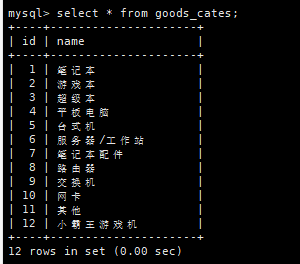 mysql> select * from goods_cates;
+----+---------------------+
| id | name                |
+----+---------------------+
|  1 | 笔记本              |
|  2 | 游戏本              |
|  3 | 超级本              |
|  4 | 平板电脑            |
|  5 | 台式机              |
|  6 | 服务器/工作站       |
|  7 | 笔记本配件          |
|  8 | 路由器              |
|  9 | 交换机              |
| 10 | 网卡                |
| 11 | 其他                |
| 12 | 小霸王游戏机        |
+----+---------------------+
12 rows in set (0.00 sec)